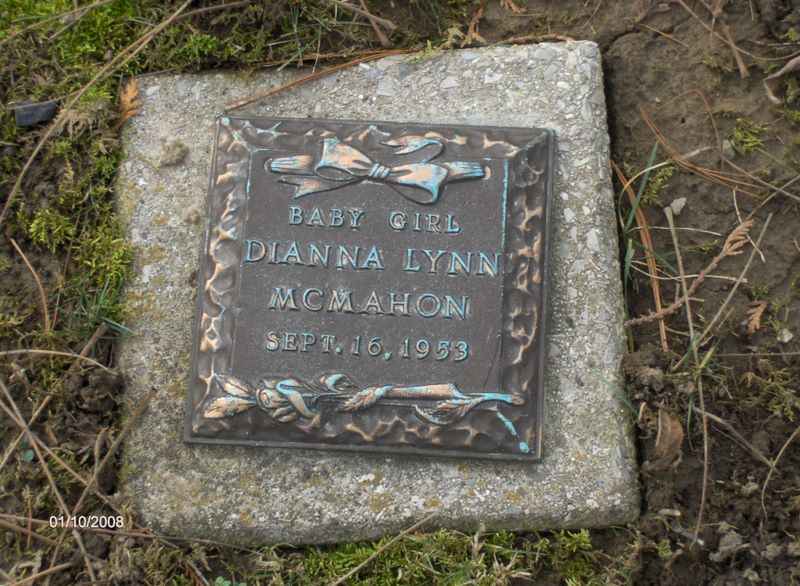 BABY GIRL
DIANNA LYNN
MCMAHON
SEPT. 16, 1953
01/10/2008